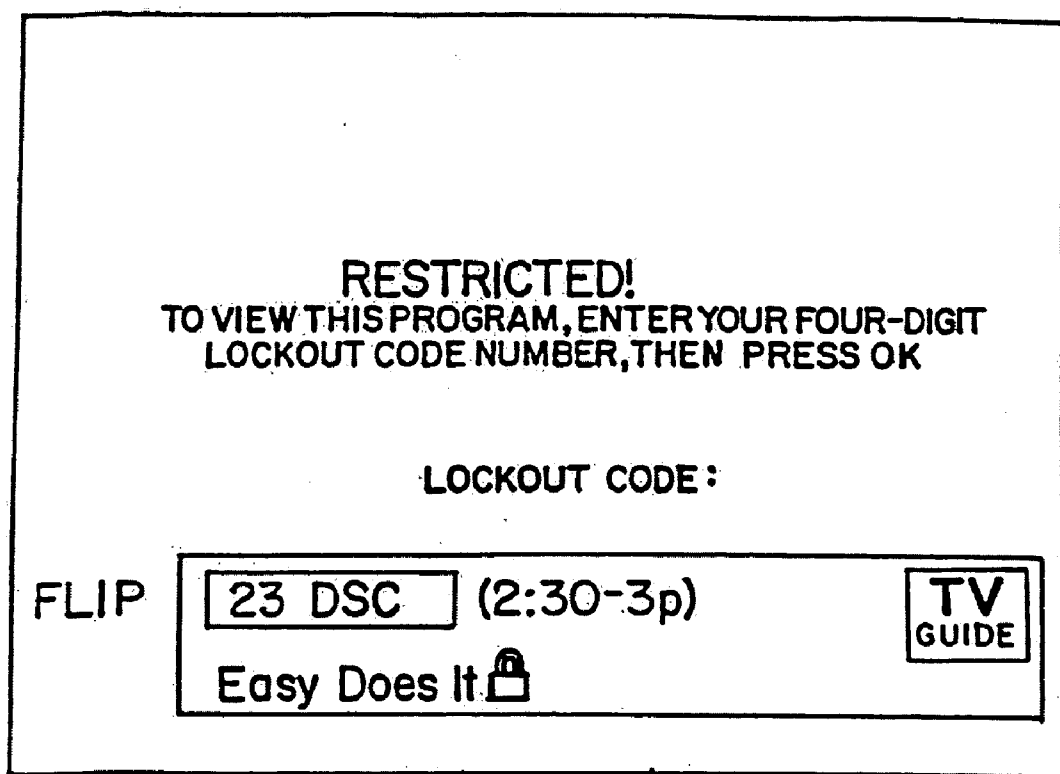 RESTRICTED!
TO VIEW THIS PROGRAM, ENTER YOUR FOUR-DIGIT
LOCKOUT CODE NUMBER, THEN PRESS OK
LOCKOUT CODE:
FLIP
23 DSC (2:30-3p)
TV
GUIDE
Easy Does It